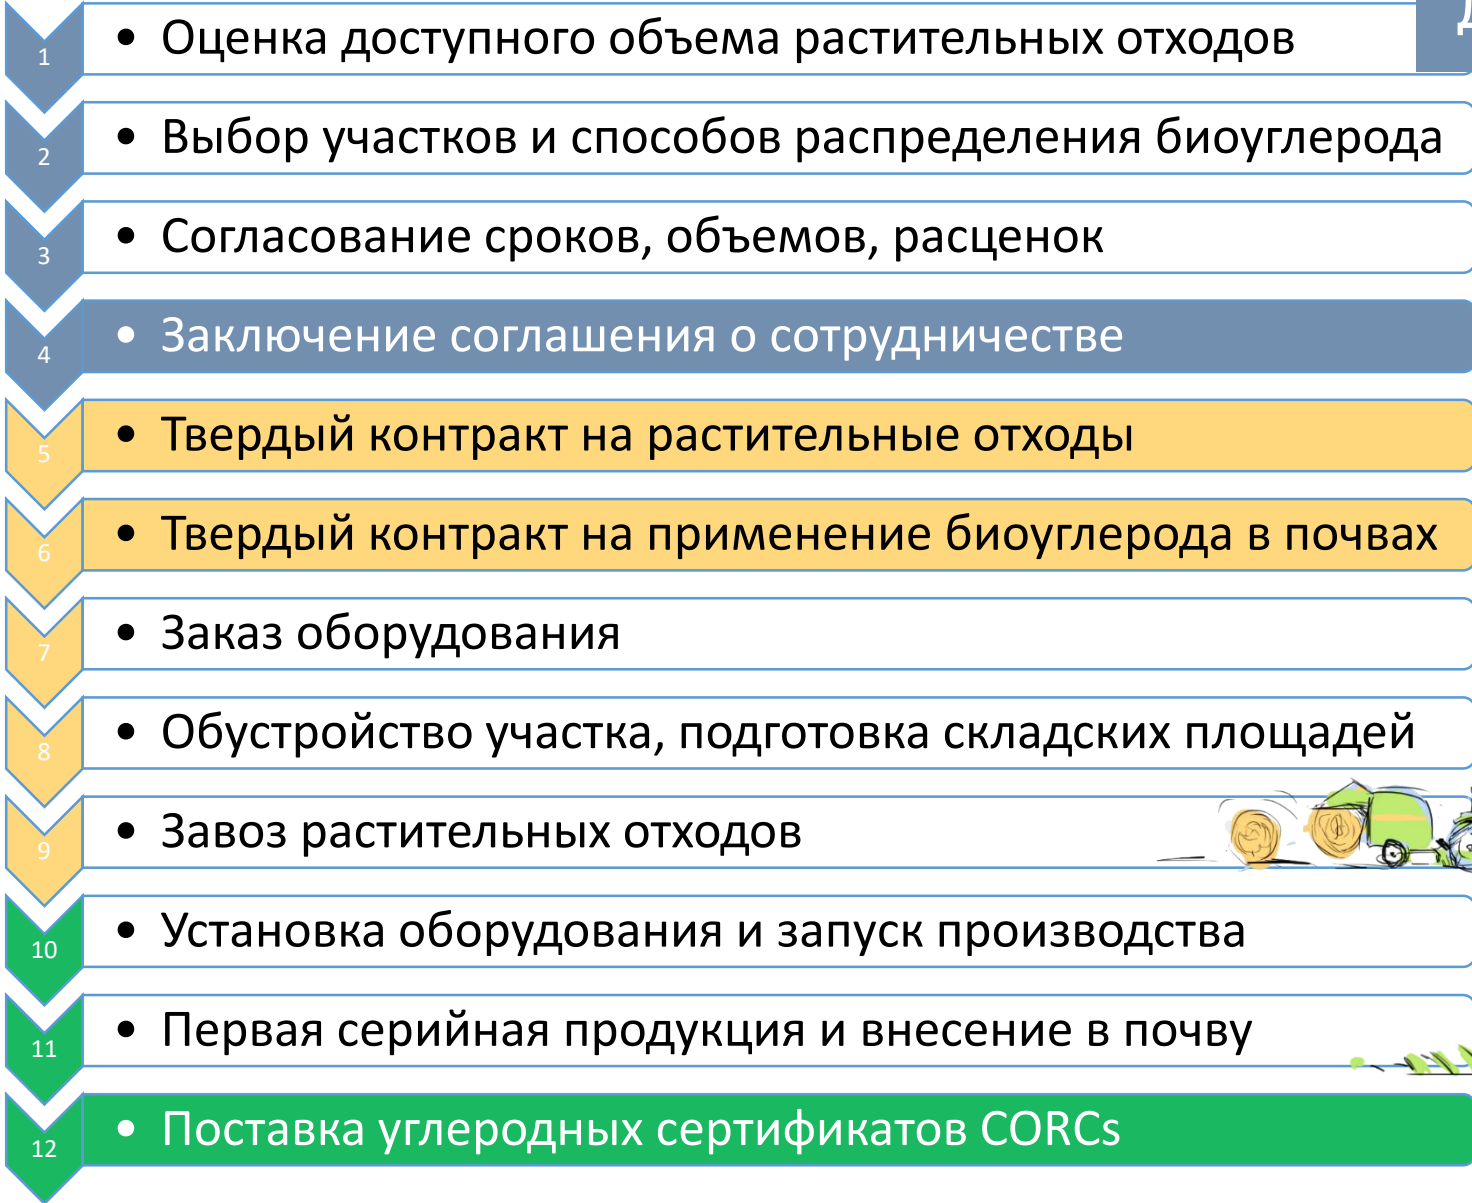 1 • Оценка доступного объема растительных отходов
2 • Выбор участков и способов распределения биоуглерода
3 • Согласование сроков, объемов, расценок
4 • Заключение соглашения о сотрудничестве
5 • Твердый контракт на растительные отходы
6 • Твердый контракт на применение биоуглерода в почвах
7 • Заказ оборудования
8 • Обустройство участка, подготовка складских площадей
9 • Завоз растительных отходов
10 • Установка оборудования и запуск производства
11 • Первая серийная продукция и внесение в почву
12 • Поставка углеродных сертификатов CORCs